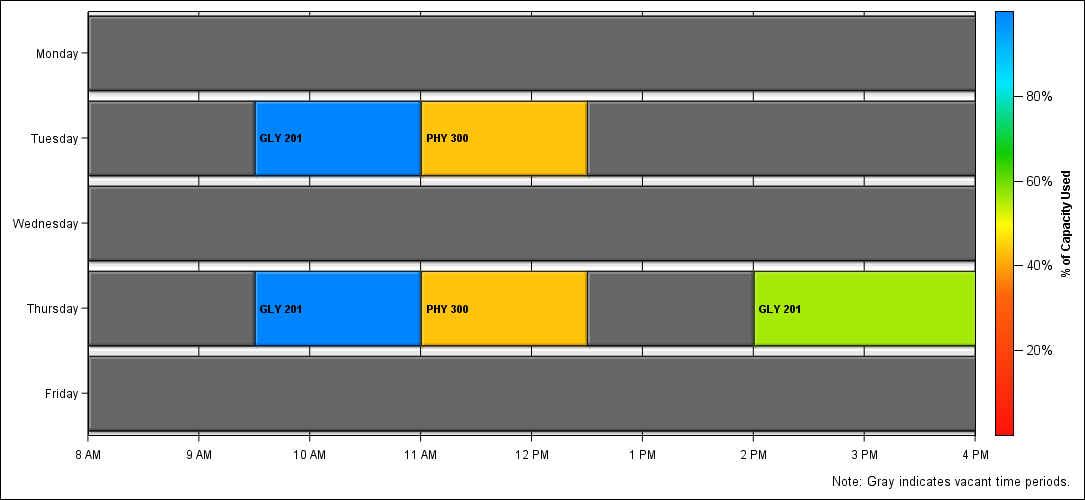 Monday
Tuesday
GLY 201
PHY 300
Wednesday
Thursday
GLY 201
PHY 300
GLY 201
Friday
8 AM
9 AM
10 AM
11 AM
12 PM
1 PM
2 PM
3 PM
4 PM
80%
60%
40%
20%
% of Capacity Used
Note: Gray indicates vacant time periods.